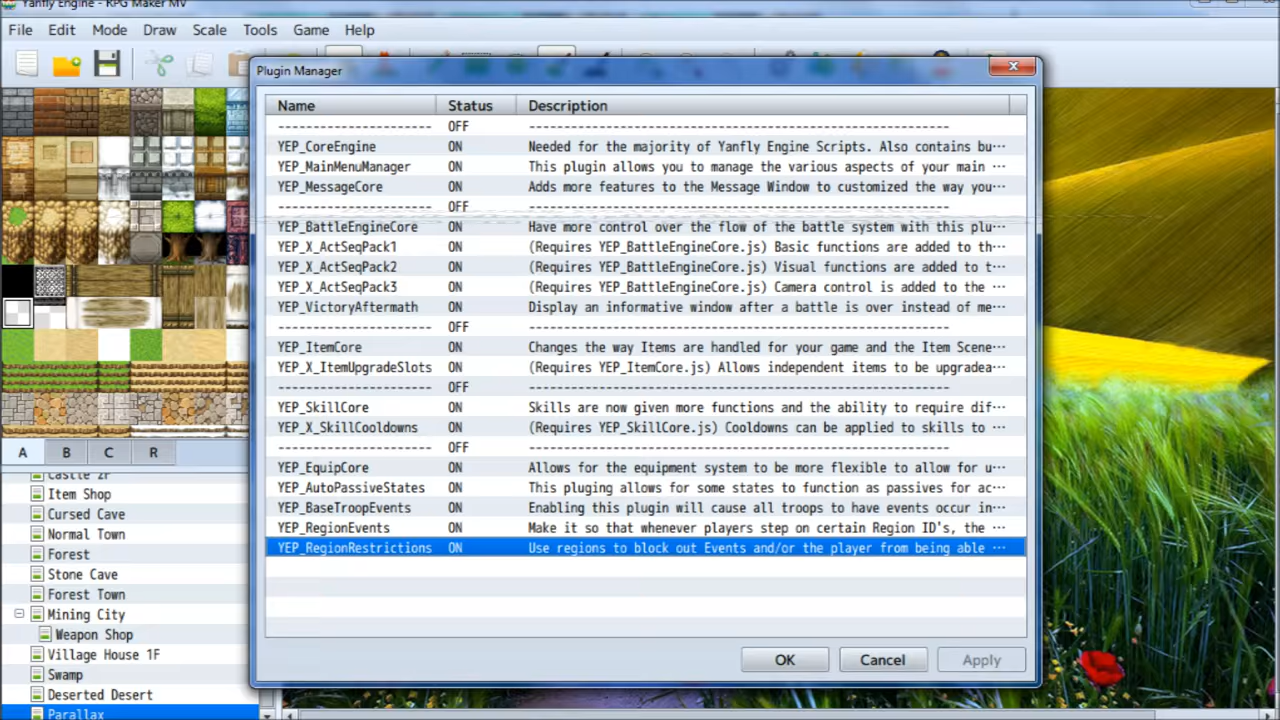 Yanfly Engine - RPG Maker MV
File Edit Mode Draw Scale Tools Game Help
Plugin Manager
Name Status Description
---------------------- OFF ------------------------------------------------------------
YEP_CoreEngine ON Needed for the majority of Yanfly Engine Scripts. Also contains bu···
YEP_MainMenuManager ON This plugin allows you to manage the various aspects of your main ···
YEP_MessageCore ON Adds more features to the Message Window to customized the way you···
---------------------- OFF ------------------------------------------------------------
YEP_BattleEngineCore ON Have more control over the flow of the battle system with this plu···
YEP_X_ActSeqPack1 ON (Requires YEP_BattleEngineCore.js) Basic functions are added to th···
YEP_X_ActSeqPack2 ON (Requires YEP_BattleEngineCore.js) Visual functions are added to t···
YEP_X_ActSeqPack3 ON (Requires YEP_BattleEngineCore.js) Camera control is added to the ···
YEP_VictoryAftermath ON Display an informative window after a battle is over instead of me···
---------------------- OFF ------------------------------------------------------------
YEP_ItemCore ON Changes the way Items are handled for your game and the Item Scene···
YEP_X_ItemUpgradeSlots ON (Requires YEP_ItemCore.js) Allows independent items to be upgradea···
---------------------- OFF ------------------------------------------------------------
YEP_SkillCore ON Skills are now given more functions and the ability to require dif···
YEP_X_SkillCooldowns ON (Requires YEP_SkillCore.js) Cooldowns can be applied to skills to ···
---------------------- OFF ------------------------------------------------------------
YEP_EquipCore ON Allows for the equipment system to be more flexible to allow for u···
YEP_AutoPassiveStates ON This pluging allows for some states to function as passives for ac···
YEP_BaseTroopEvents ON Enabling this plugin will cause all troops to have events occur in···
YEP_RegionEvents ON Make it so that whenever players step on certain Region ID's, the ···
YEP_RegionRestrictions ON Use regions to block out Events and/or the player from being able ···
OK Cancel Apply
A B C R
Castle 2F
Item Shop
Cursed Cave
Normal Town
Forest
Stone Cave
Forest Town
Mining City
Weapon Shop
Village House 1F
Swamp
Deserted Desert
Parallax